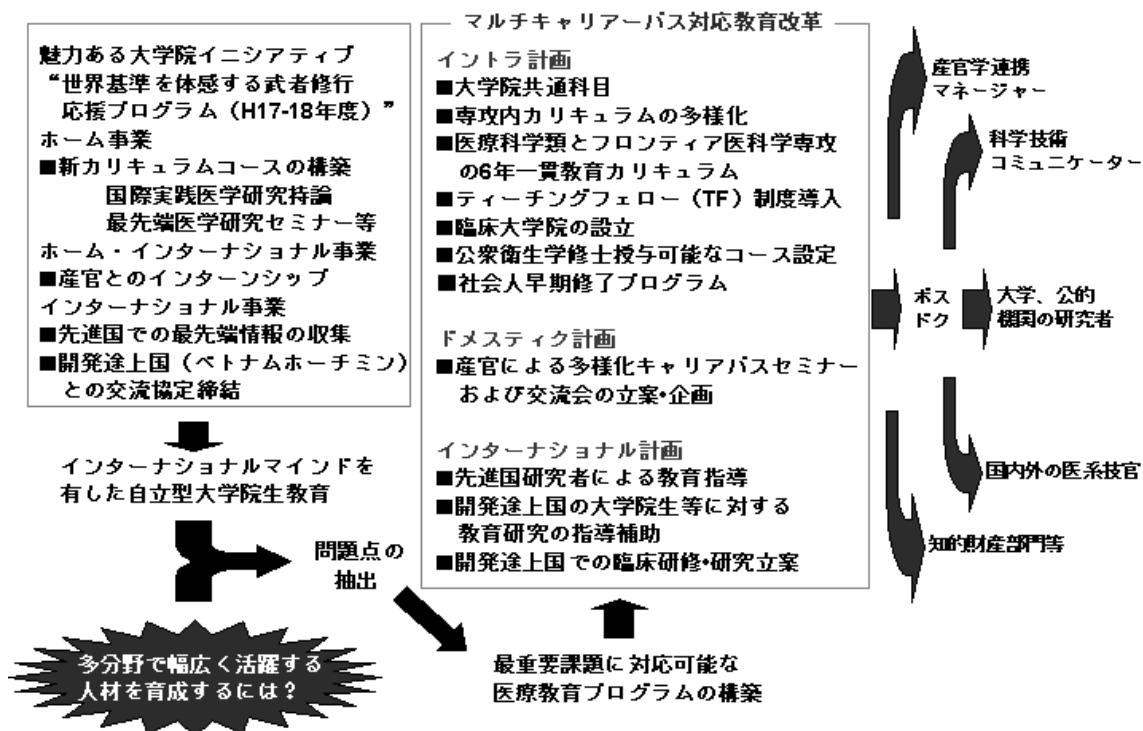 魅力ある大学院イニシアティブ
“世界基準を体感する武者修行
応援プログラム（H17-18年度）”
ホーム事業
■新カリキュラムコースの構築
国際実践医学研究持論
最先端医学研究セミナー等
ホーム・インターナショナル事業
■産官とのインターンシップ
インターナショナル事業
■先進国での最先端情報の収集
■開発途上国（ベトナムホーチミン）
との交流協定締結
インターナショナルマインドを
有した自立型大学院生教育
多分野で幅広く活躍する
人材を育成するには？
問題点の
抽出
最重要課題に対応可能な
医療教育プログラムの構築
マルチキャリアーパス対応教育改革
イントラ計画
■大学院共通科目
■専攻内カリキュラムの多様化
■医療科学類とフロンティア医科学専攻
の6年一貫教育カリキュラム
■ティーチングフェロー（TF）制度導入
■臨床大学院の設立
■公衆衛生学修士授与可能なコース設定
■社会人早期修了プログラム
ドメスティク計画
■産官による多様化キャリアパスセミナー
および交流会の立案・企画
インターナショナル計画
■先進国研究者による教育指導
■開発途上国の大学院生等に対する
教育研究の指導補助
■開発途上国での臨床研修・研究立案
産官学連携
マネージャー
科学技術
コミュニケーター
ポス
ドク
大学、公的
機関の研究者
国内外の医系技官
知的財産部門等